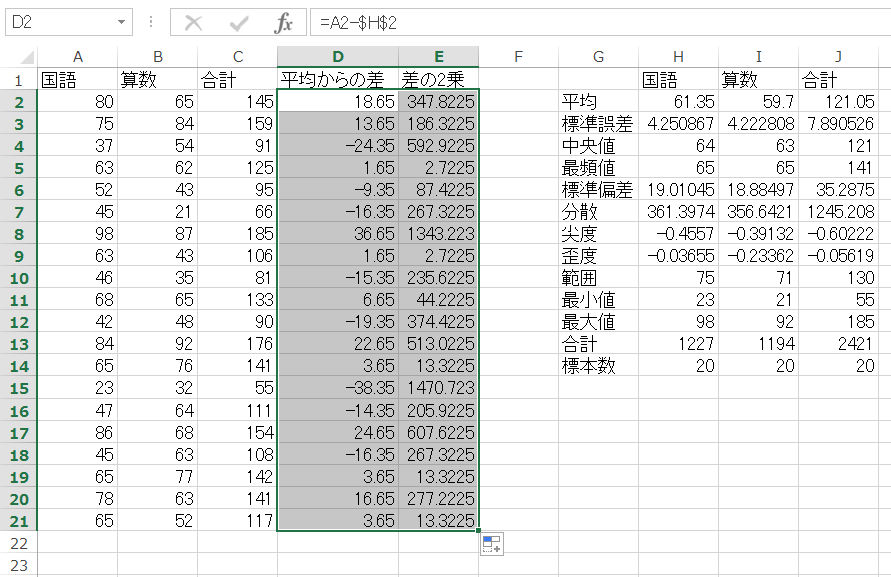 D2 fx =A2-$H$2
A B C D E F G H I J
1 国語 算数 合計 平均からの差 差の2乗 国語 算数 合計
2 80 65 145 18.65 347.8225 平均 61.35 59.7 121.05
3 75 84 159 13.65 186.3225 標準誤差 4.250867 4.222808 7.890526
4 37 54 91 -24.35 592.9225 中央値 64 63 121
5 63 62 125 1.65 2.7225 最頻値 65 65 141
6 52 43 95 -9.35 87.4225 標準偏差 19.01045 18.88497 35.2875
7 45 21 66 -16.35 267.3225 分散 361.3974 356.6421 1245.208
8 98 87 185 36.65 1343.223 尖度 -0.4557 -0.39132 -0.60222
9 63 43 106 1.65 2.7225 歪度 -0.03655 -0.23362 -0.05619
10 46 35 81 -15.35 235.6225 範囲 75 71 130
11 68 65 133 6.65 44.2225 最小値 23 21 55
12 42 48 90 -19.35 374.4225 最大値 98 92 185
13 84 92 176 22.65 513.0225 合計 1227 1194 2421
14 65 76 141 3.65 13.3225 標本数 20 20 20
15 23 32 55 -38.35 1470.723
16 47 64 111 -14.35 205.9225
17 86 68 154 24.65 607.6225
18 45 63 108 -16.35 267.3225
19 65 77 142 3.65 13.3225
20 78 63 141 16.65 277.2225
21 65 52 117 3.65 13.3225
22
23